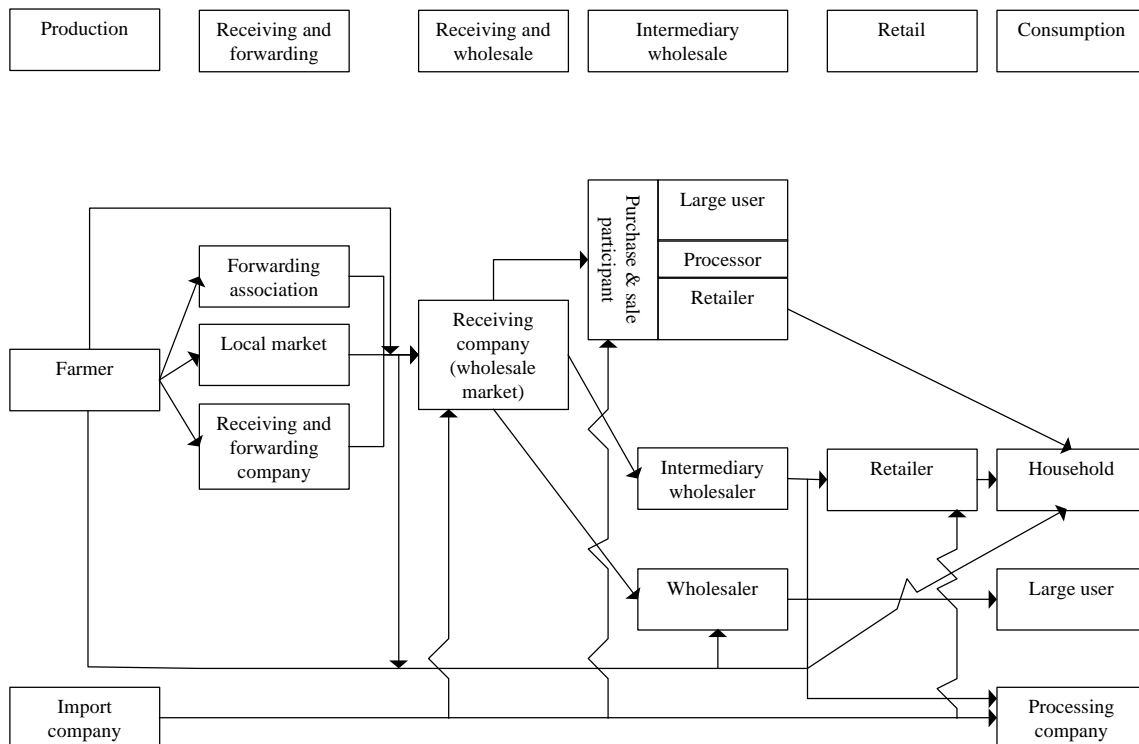 Production
Receiving and
forwarding
Receiving and
wholesale
Intermediary
wholesale
Retail
Consumption
Purchase & sale
participant
Large user
Processor
Retailer
Forwarding
association
Local market
Receiving and
forwarding
company
Farmer
Receiving
company
(wholesale
market)
Intermediary
wholesaler
Retailer
Household
Wholesaler
Large user
Import
company
Processing
company